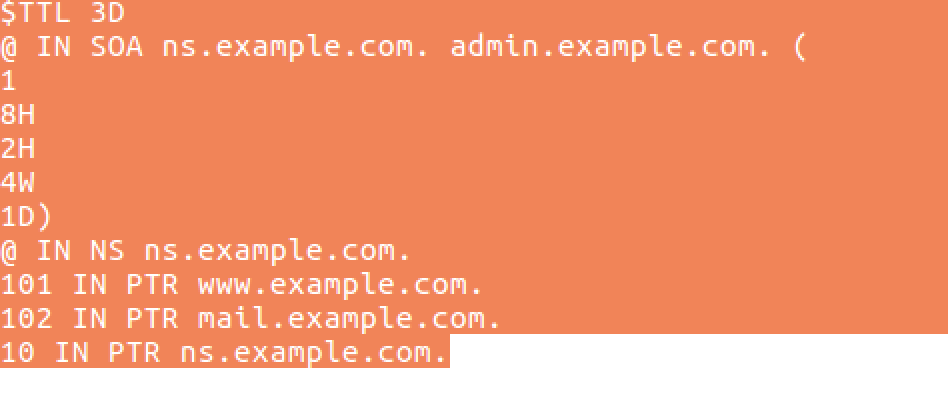 $TTL 3D
@ IN SOA ns.example.com. admin.example.com. (
1
8H
2H
4W
1D)
@ IN NS ns.example.com.
101 IN PTR www.example.com.
102 IN PTR mail.example.com.
10 IN PTR ns.example.com.